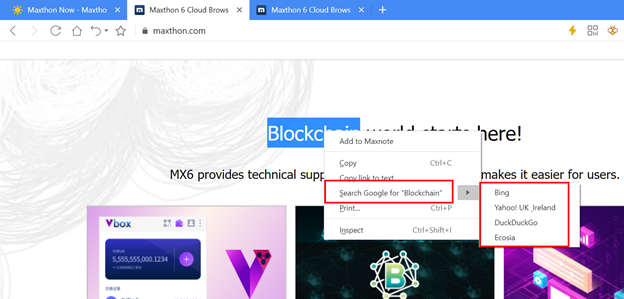 Maxthon Now - Maxtho
Maxthon 6 Cloud Brows
Maxthon 6 Cloud Brows
maxthon.com
Blockchain world starts here!
Add to Maxnote
MX6 provides technical supp
makes it easier for users.
Copy Ctrl+C
Copy link to text
Search Google for "Blockchain"
Print... Ctrl+P
Inspect Ctrl+Shift+I
Bing
Yahoo! UK_Ireland
DuckDuckGo
Ecosia
Vbox
5,555,555,000.1234